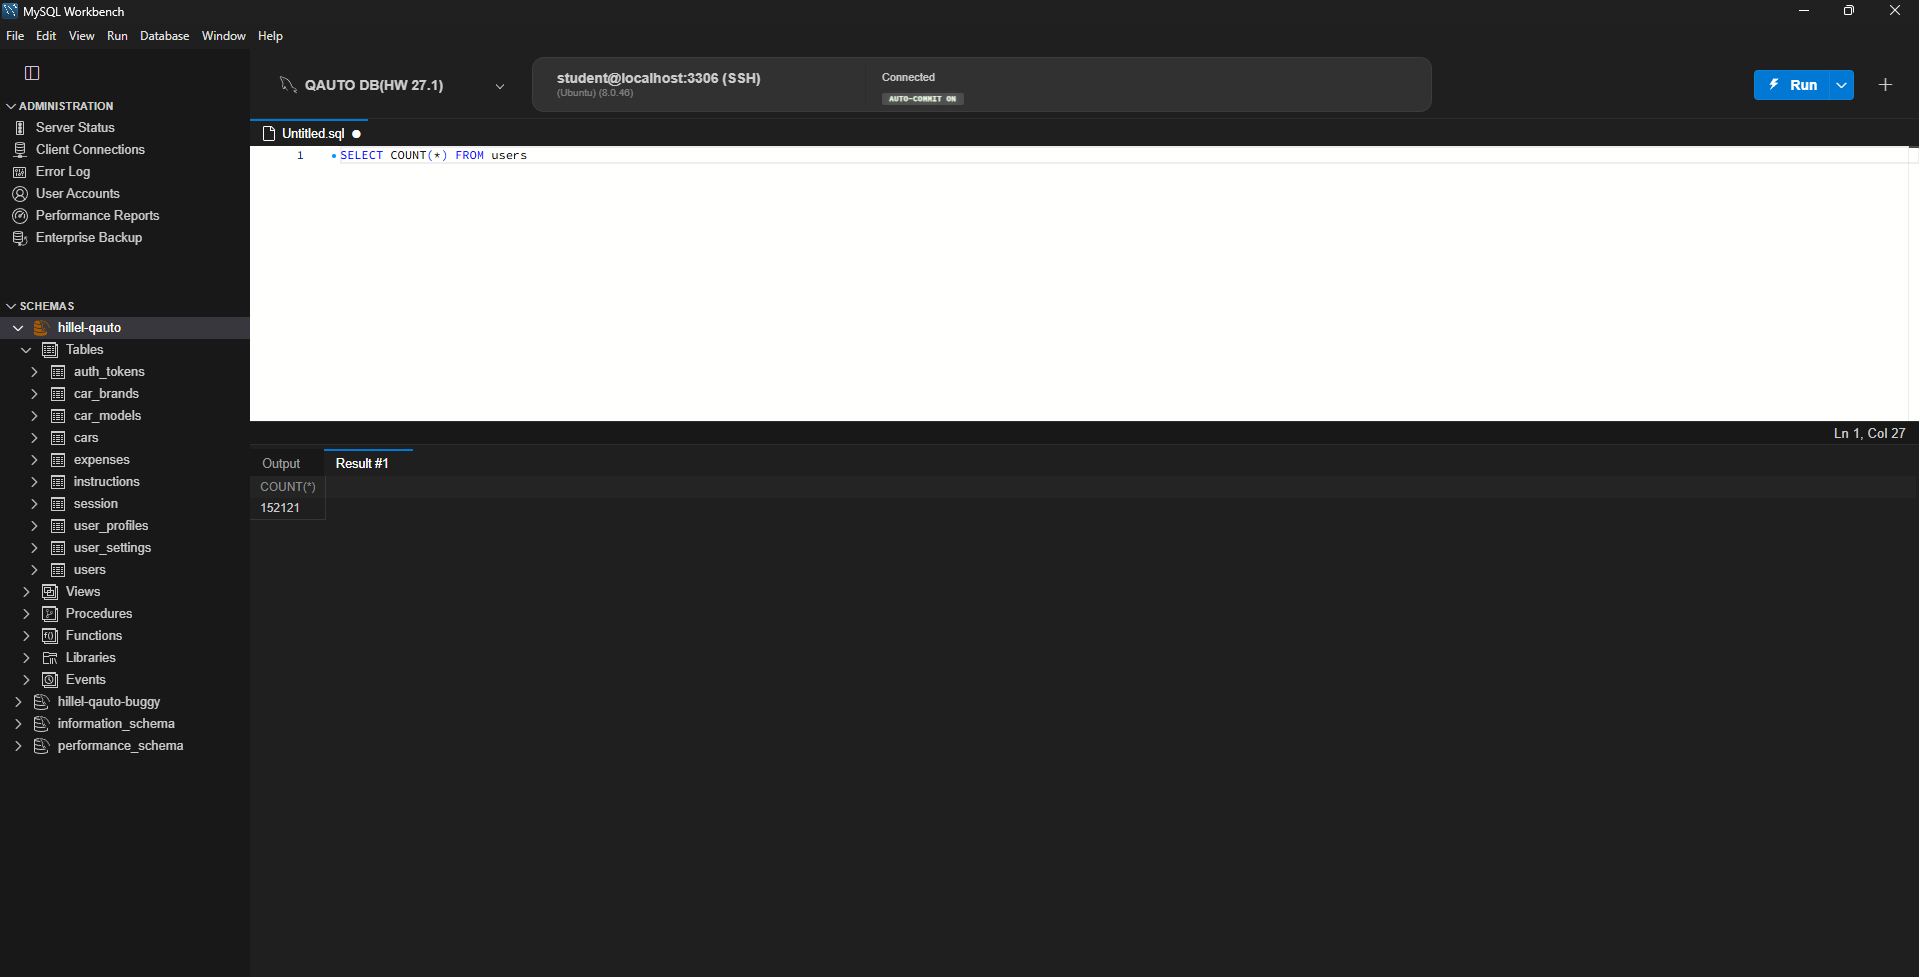 MySQL Workbench
File Edit View Run Database Window Help
QAUTO DB(HW 27.1)
student@localhost:3306 (SSH)
(Ubuntu) (8.0.46)
Connected
AUTO-COMMIT ON
Run
ADMINISTRATION
Server Status
Client Connections
Error Log
User Accounts
Performance Reports
Enterprise Backup
SCHEMAS
hillel-qauto
Tables
auth_tokens
car_brands
car_models
cars
expenses
instructions
session
user_profiles
user_settings
users
Views
Procedures
Functions
Libraries
Events
hillel-qauto-buggy
information_schema
performance_schema
Untitled.sql
1 SELECT COUNT(*) FROM users
Ln 1, Col 27
Output Result #1
COUNT(*)
152121